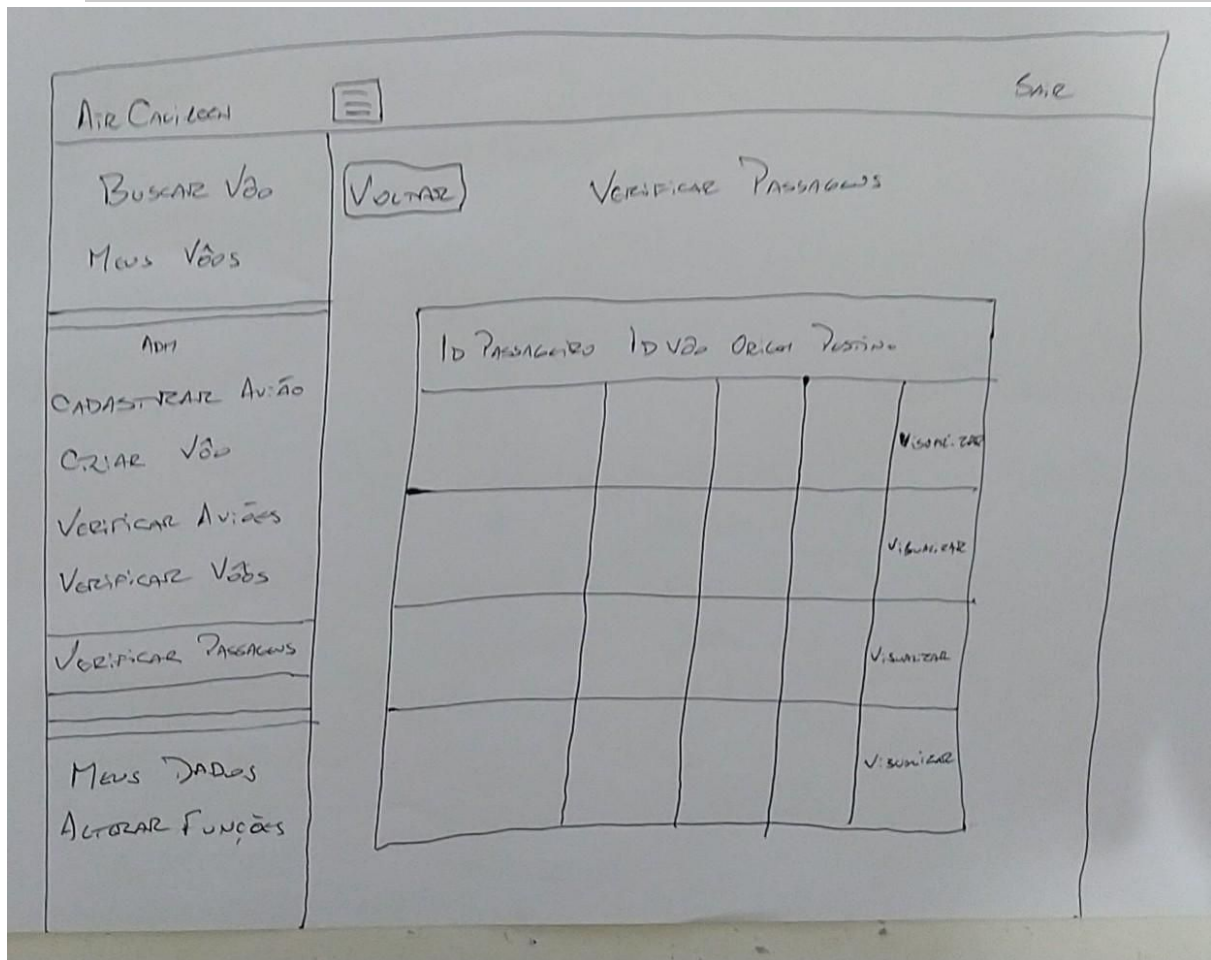 Air
Sair
Buscar Vôo
Meus Vôos
Voltar
Verificar Passagens
ADM
Cadastrar Avião
Criar Vôo
Verificar Aviões
Verificar Vôos
Verificar Passagens
Meus Dados
Alterar Funções
ID Passageiro ID Vôo Origem Destino
Visualizar
Visualizar
Visualizar
Visualizar